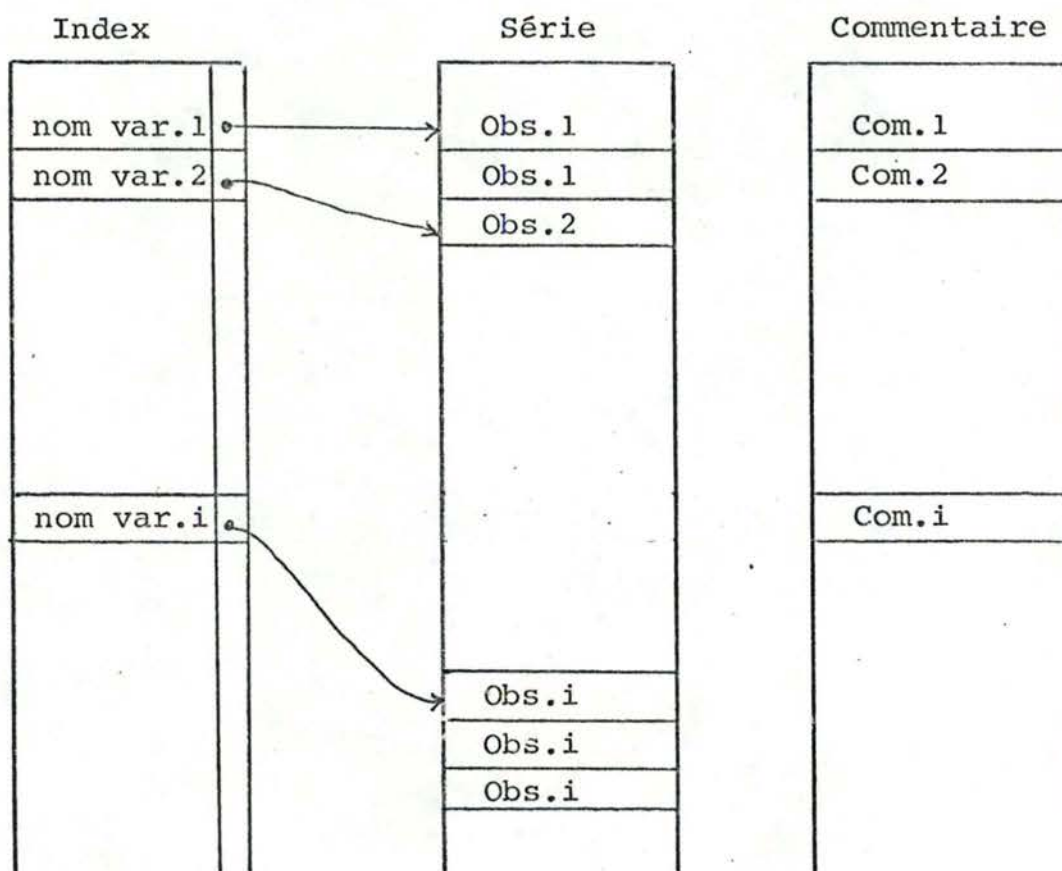 Index Série Commentaire
nom var.1 Obs.1 Com.1
nom var.2 Obs.1 Com.2
Obs.2
nom var.i Com.i
Obs.i
Obs.i
Obs.i